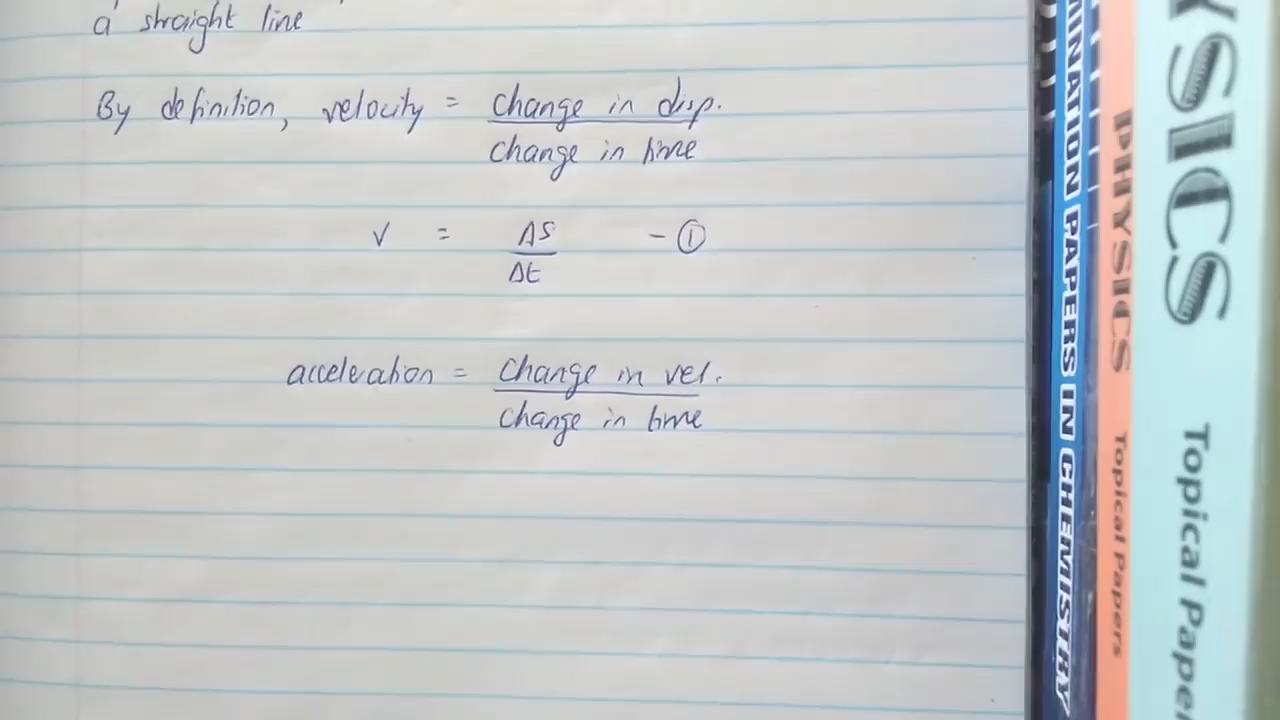 a straight line
By definition, velocity = change in disp.
change in time
v = Δs - ①
Δt
acceleration = change in vel.
change in time
MINATION PAPERS IN CHEMISTRY
PHYSICS Topical Papers
YSICS Topical Paper